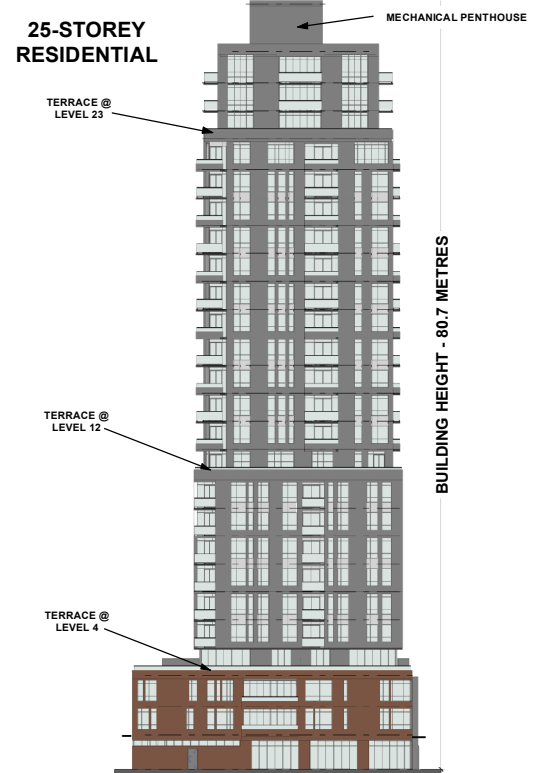 25-STOREY
RESIDENTIAL
MECHANICAL PENTHOUSE
TERRACE @
LEVEL 23
BUILDING HEIGHT - 80.7 METRES
TERRACE @
LEVEL 12
TERRACE @
LEVEL 4